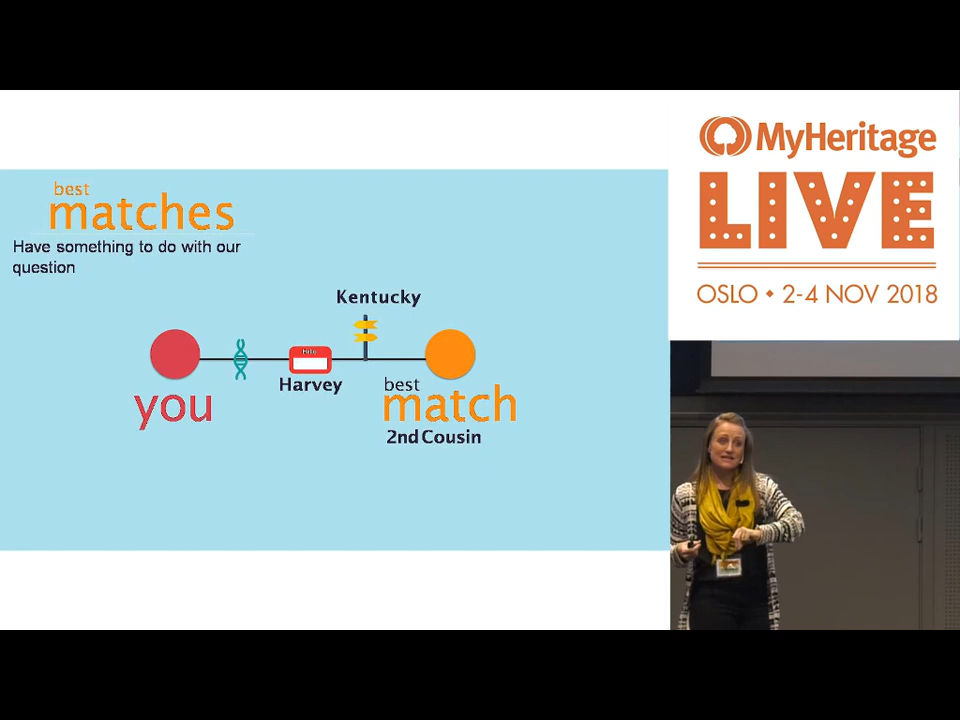 best
matches
Have something to do with our
question
Kentucky
Hello
Harvey
you
best
match
2nd Cousin
MyHeritage
LIVE
OSLO • 2-4 NOV 2018